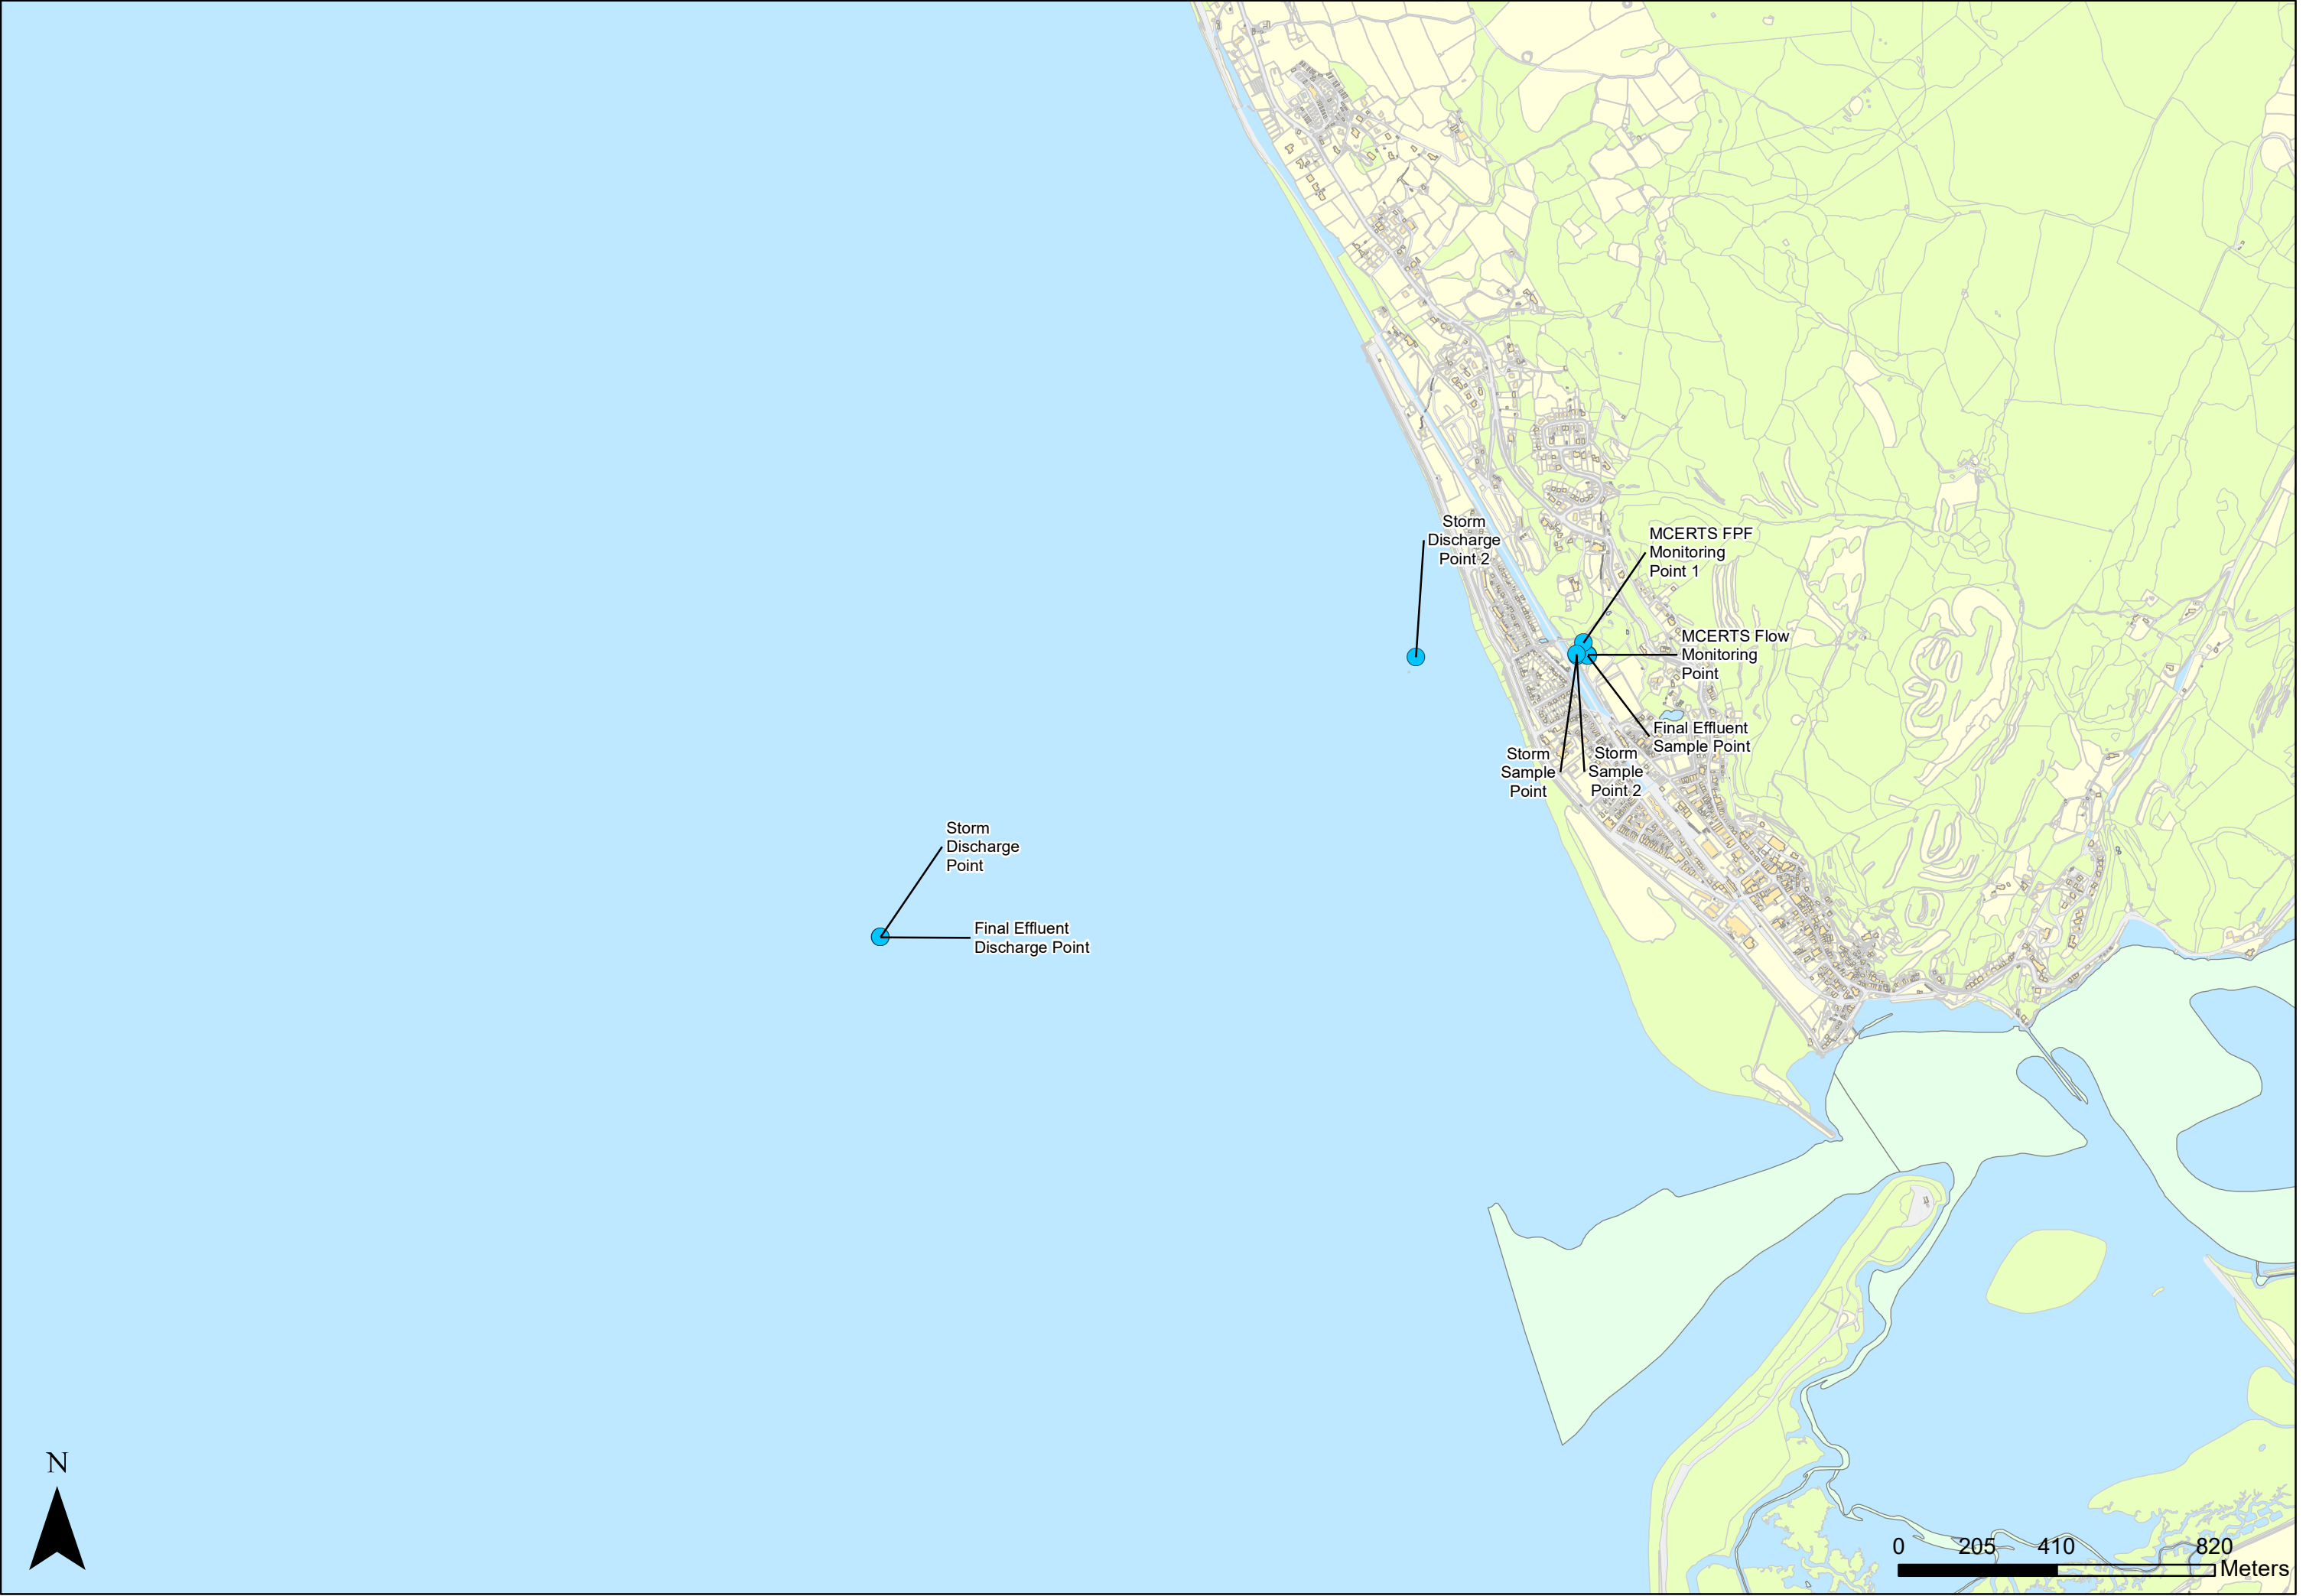 Storm
Discharge
Point 2
MCERTS FPF
Monitoring
Point 1
MCERTS Flow
Monitoring
Point
Final Effluent
Sample Point
Storm
Sample
Point
Storm
Sample
Point 2
Storm
Discharge
Point
Final Effluent
Discharge Point
N
0 205 410 820
Meters